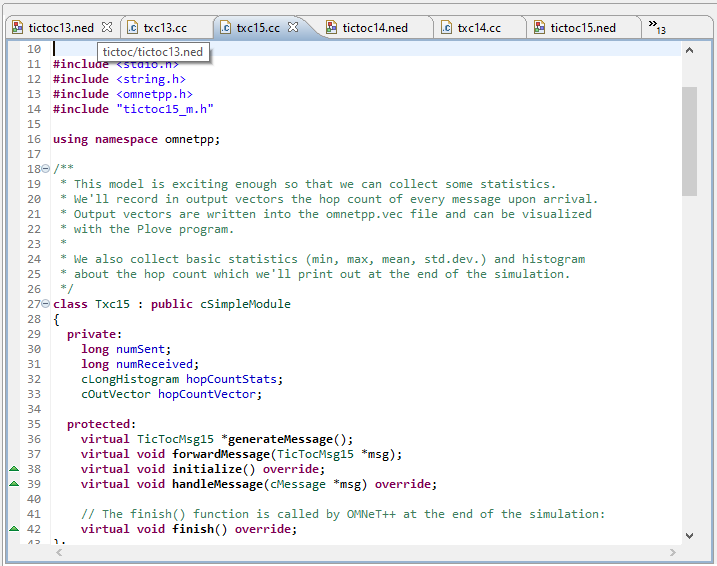 tictoc13.ned txc13.cc txc15.cc tictoc14.ned txc14.cc tictoc15.ned »13
tictoc/tictoc13.ned
10
11 #include <stdio.h>
12 #include <string.h>
13 #include <omnetpp.h>
14 #include "tictoc15_m.h"
15
16 using namespace omnetpp;
17
18 /**
19  * This model is exciting enough so that we can collect some statistics.
20  * We'll record in output vectors the hop count of every message upon arrival.
21  * Output vectors are written into the omnetpp.vec file and can be visualized
22  * with the Plove program.
23  *
24  * We also collect basic statistics (min, max, mean, std.dev.) and histogram
25  * about the hop count which we'll print out at the end of the simulation.
26  */
27 class Txc15 : public cSimpleModule
28 {
29   private:
30     long numSent;
31     long numReceived;
32     cLongHistogram hopCountStats;
33     cOutVector hopCountVector;
34
35   protected:
36     virtual TicTocMsg15 *generateMessage();
37     virtual void forwardMessage(TicTocMsg15 *msg);
38     virtual void initialize() override;
39     virtual void handleMessage(cMessage *msg) override;
40
41     // The finish() function is called by OMNeT++ at the end of the simulation:
42     virtual void finish() override;
43 };